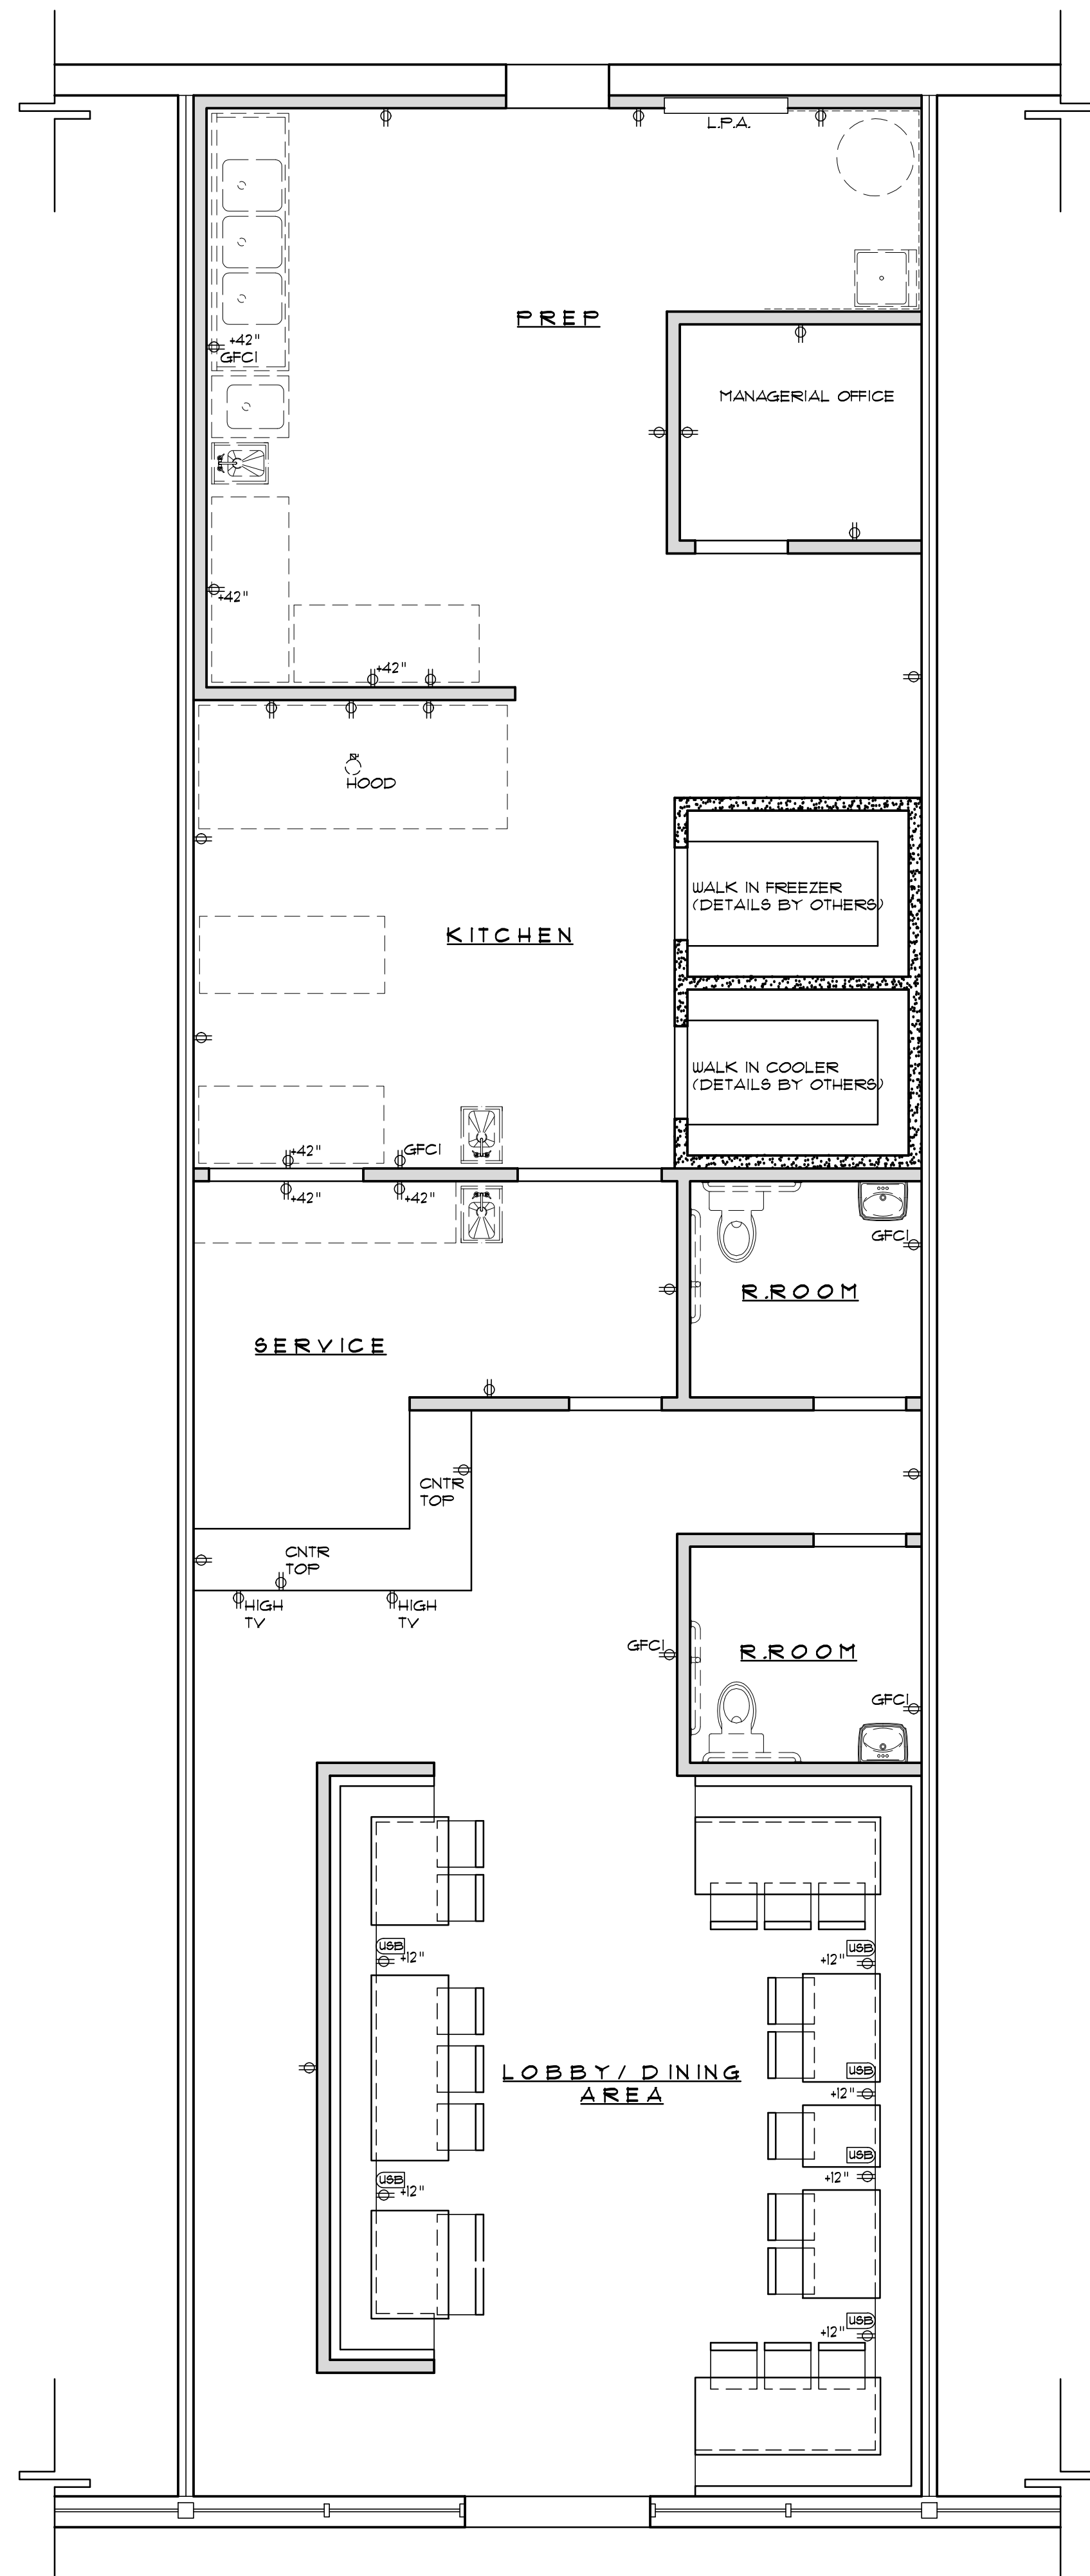 L.P.A.
PREP
+42"
GFCI
MANAGERIAL OFFICE
+42"
+42"
HOOD
WALK IN FREEZER
(DETAILS BY OTHERS)
KITCHEN
WALK IN COOLER
(DETAILS BY OTHERS)
+42"
GFCI
+42"
+42"
GFCI
R.ROOM
SERVICE
CNTR
TOP
CNTR
TOP
HIGH
TV
HIGH
TV
GFCI
R.ROOM
GFCI
USB
+12"
USB
+12"
LOBBY/ DINING
AREA
USB
+12"
USB
+12"
USB
+12"
USB
+12"